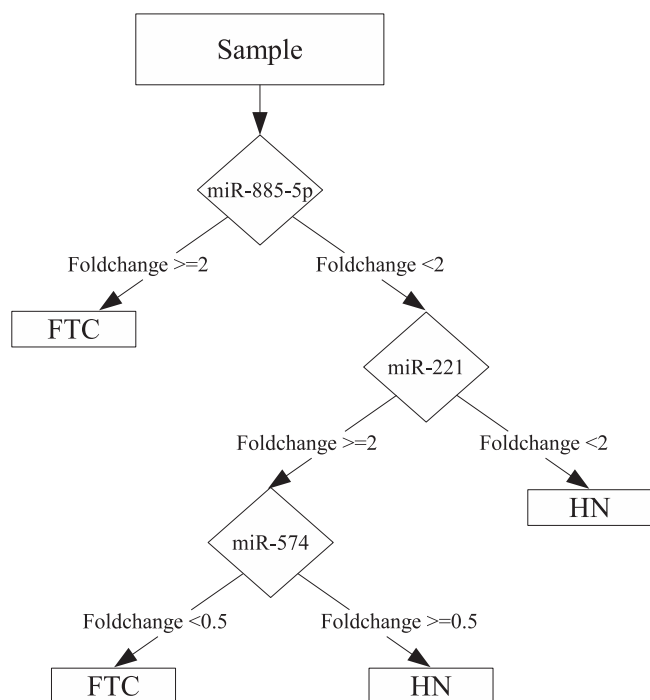 Sample
miR-885-5p
Foldchange >=2
Foldchange <2
FTC
miR-221
Foldchange >=2
Foldchange <2
HN
miR-574
Foldchange <0.5
Foldchange >=0.5
FTC
HN